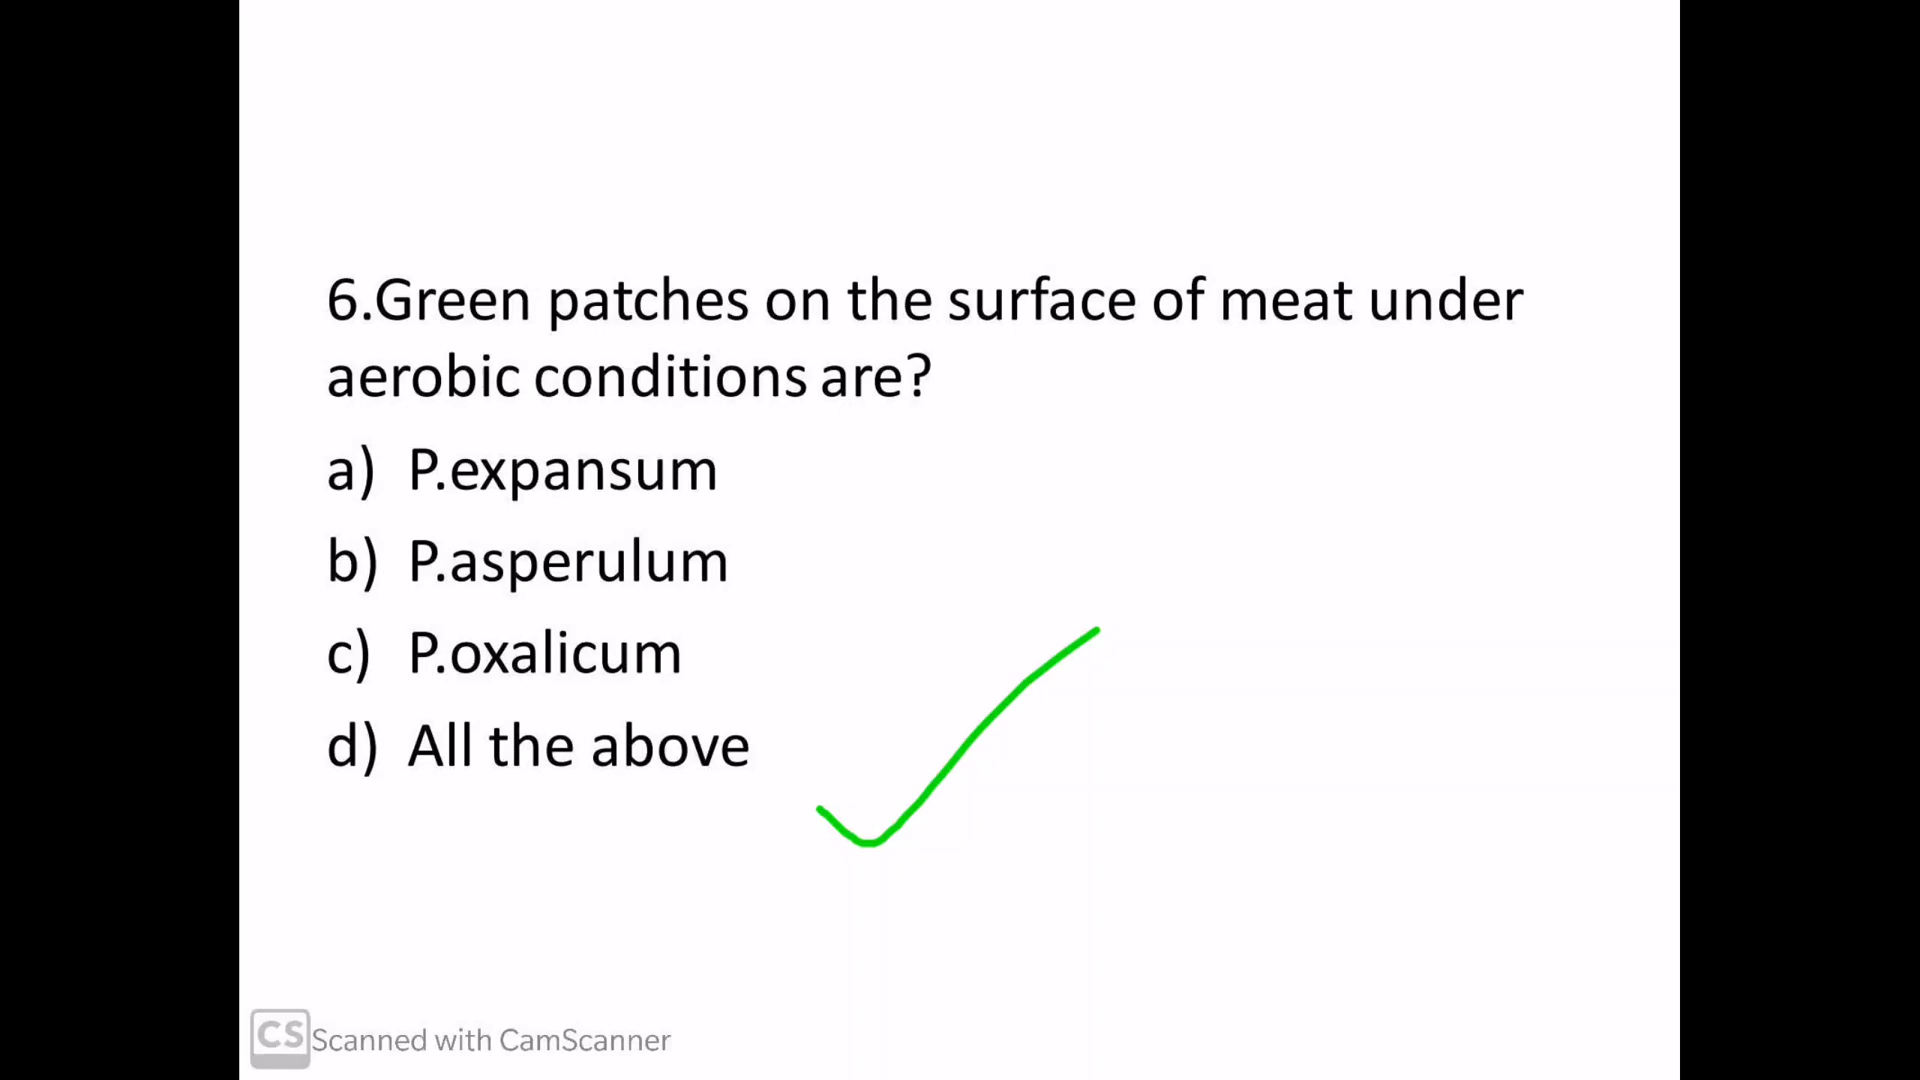 6.Green patches on the surface of meat under
aerobic conditions are?
a) P.expansum
b) P.asperulum
c) P.oxalicum
d) All the above
CS Scanned with CamScanner